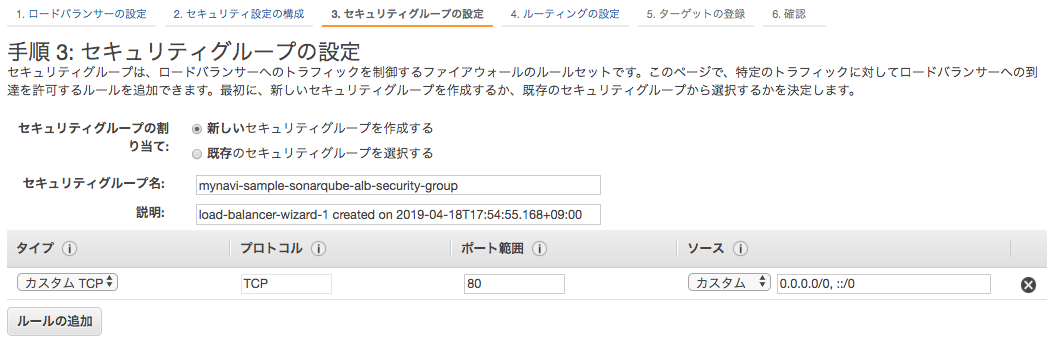 1. ロードバランサーの設定 2. セキュリティ設定の構成 3. セキュリティグループの設定 4. ルーティングの設定 5. ターゲットの登録 6. 確認
手順 3: セキュリティグループの設定
セキュリティグループは、ロードバランサーへのトラフィックを制御するファイアウォールのルールセットです。このページで、特定のトラフィックに対してロードバランサーへの到
達を許可するルールを追加できます。最初に、新しいセキュリティグループを作成するか、既存のセキュリティグループから選択するかを決定します。
セキュリティグループの割
り当て:
新しいセキュリティグループを作成する
既存のセキュリティグループを選択する
セキュリティグループ名: mynavi-sample-sonarqube-alb-security-group
説明: load-balancer-wizard-1 created on 2019-04-18T17:54:55.168+09:00
タイプ i プロトコル i ポート範囲 i ソース i
カスタム TCP TCP 80 カスタム 0.0.0.0/0, ::/0
ルールの追加